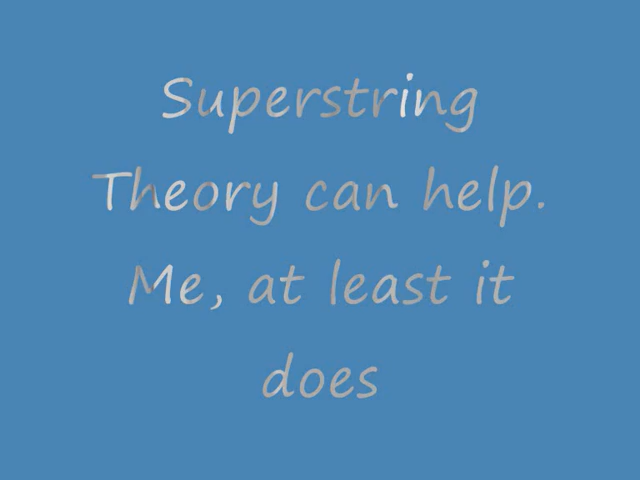 Superstring
Theory can help.
Me, at least it
does